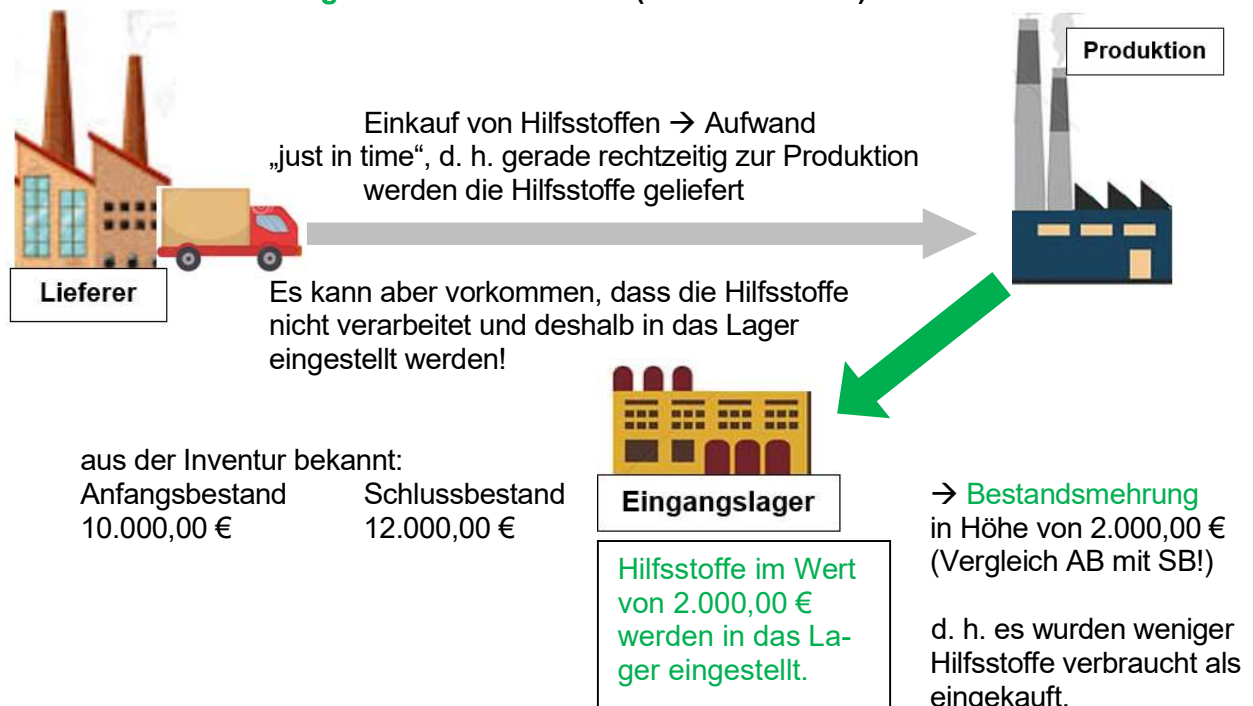 Produktion
Einkauf von Hilfsstoffen → Aufwand
„just in time“, d. h. gerade rechtzeitig zur Produktion
werden die Hilfsstoffe geliefert
Lieferer
Es kann aber vorkommen, dass die Hilfsstoffe
nicht verarbeitet und deshalb in das Lager
eingestellt werden!
aus der Inventur bekannt:
Anfangsbestand Schlussbestand
10.000,00 € 12.000,00 €
Eingangslager
Hilfsstoffe im Wert
von 2.000,00 €
werden in das La-
ger eingestellt.
→ Bestandsmehrung
in Höhe von 2.000,00 €
(Vergleich AB mit SB!)
d. h. es wurden weniger
Hilfsstoffe verbraucht als
eingekauft.